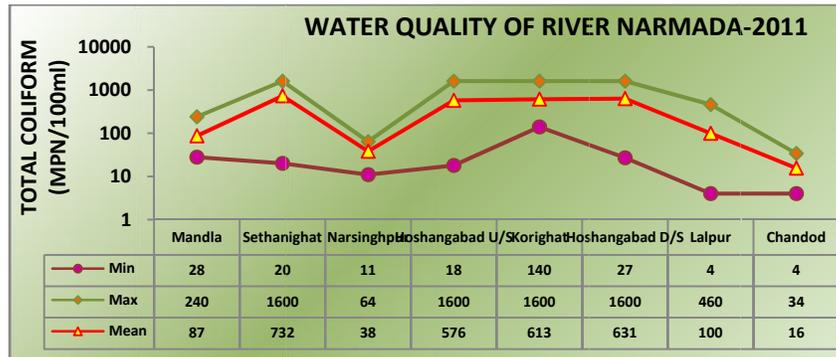 WATER QUALITY OF RIVER NARMADA-2011
TOTAL COLIFORM
(MPN/100ml)
10000
1000
100
10
1
Mandla Sethanighat Narsinghpur Hoshangabad U/S Korighat Hoshangabad D/S Lalpur Chandod
Min 28 20 11 18 140 27 4 4
Max 240 1600 64 1600 1600 1600 460 34
Mean 87 732 38 576 613 631 100 16